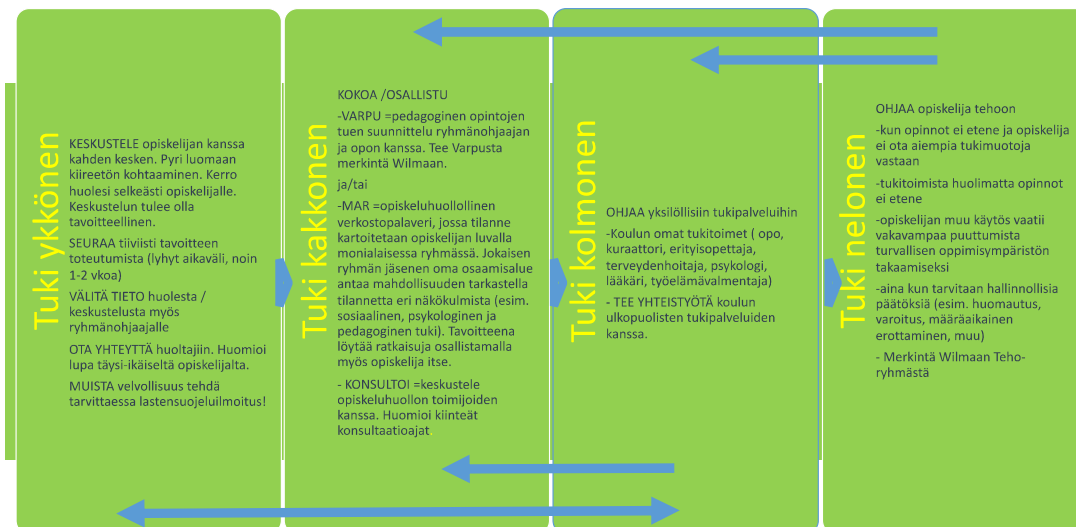 Tuki ykkönen
KESKUSTELE opiskelijan kanssa
kahden kesken. Pyri luomaan
kiireetön kohtaaminen. Kerro
huolesi selkeästi opiskelijalle.
Keskustelun tulee olla
tavoitteellinen.
SEURAA tiiviisti tavoitteen
toteutumista (lyhyt aikaväli, noin
1-2 vkoa)
VÄLITÄ TIETO huolesta /
keskustelusta myös
ryhmänohjaajalle
OTA YHTEYTTÄ huoltajiin. Huomioi
lupa täysi-ikäiseltä opiskelijalta.
MUISTA velvollisuus tehdä
tarvittaessa lastensuojeluilmoitus!
Tuki kakkonen
KOKOA /OSALLISTU
-VARPU =pedagoginen opintojen
tuen suunnittelu ryhmänohjaajan
ja opon kanssa. Tee Varpusta
merkintä Wilmaan.
ja/tai
-MAR =opiskeluhuollollinen
verkostopalaveri, jossa tilanne
kartoitetaan opiskelijan luvalla
monialaisessa ryhmässä. Jokaisen
ryhmän jäsenen oma osaamisalue
antaa mahdollisuuden tarkastella
tilannetta eri näkökulmista (esim.
sosiaalinen, psykologinen ja
pedagoginen tuki). Tavoitteena
löytää ratkaisuja osallistamalla
myös opiskelija itse.
- KONSULTOI =keskustele
opiskeluhuollon toimijoiden
kanssa. Huomioi kiinteät
konsultaatioajat
Tuki kolmonen
OHJAA yksilöllisiin tukipalveluihin
-Koulun omat tukitoimet ( opo,
kuraattori, erityisopettaja,
terveydenhoitaja, psykologi,
lääkäri, työelämävalmentaja)
- TEE YHTEISTYÖTÄ koulun
ulkopuolisten tukipalveluiden
kanssa.
Tuki nelonen
OHJAA opiskelija tehoon
-kun opinnot ei etene ja opiskelija
ei ota aiempia tukimuotoja
vastaan
-tukitoimista huolimatta opinnot
ei etene
-opiskelijan muu käytös vaatii
vakavampaa puuttumista
turvallisen oppimisympäristön
takaamiseksi
-aina kun tarvitaan hallinnollisia
päätöksiä (esim. huomautus,
varoitus, määräaikainen
erottaminen, muu)
- Merkintä Wilmaan Teho-
ryhmästä